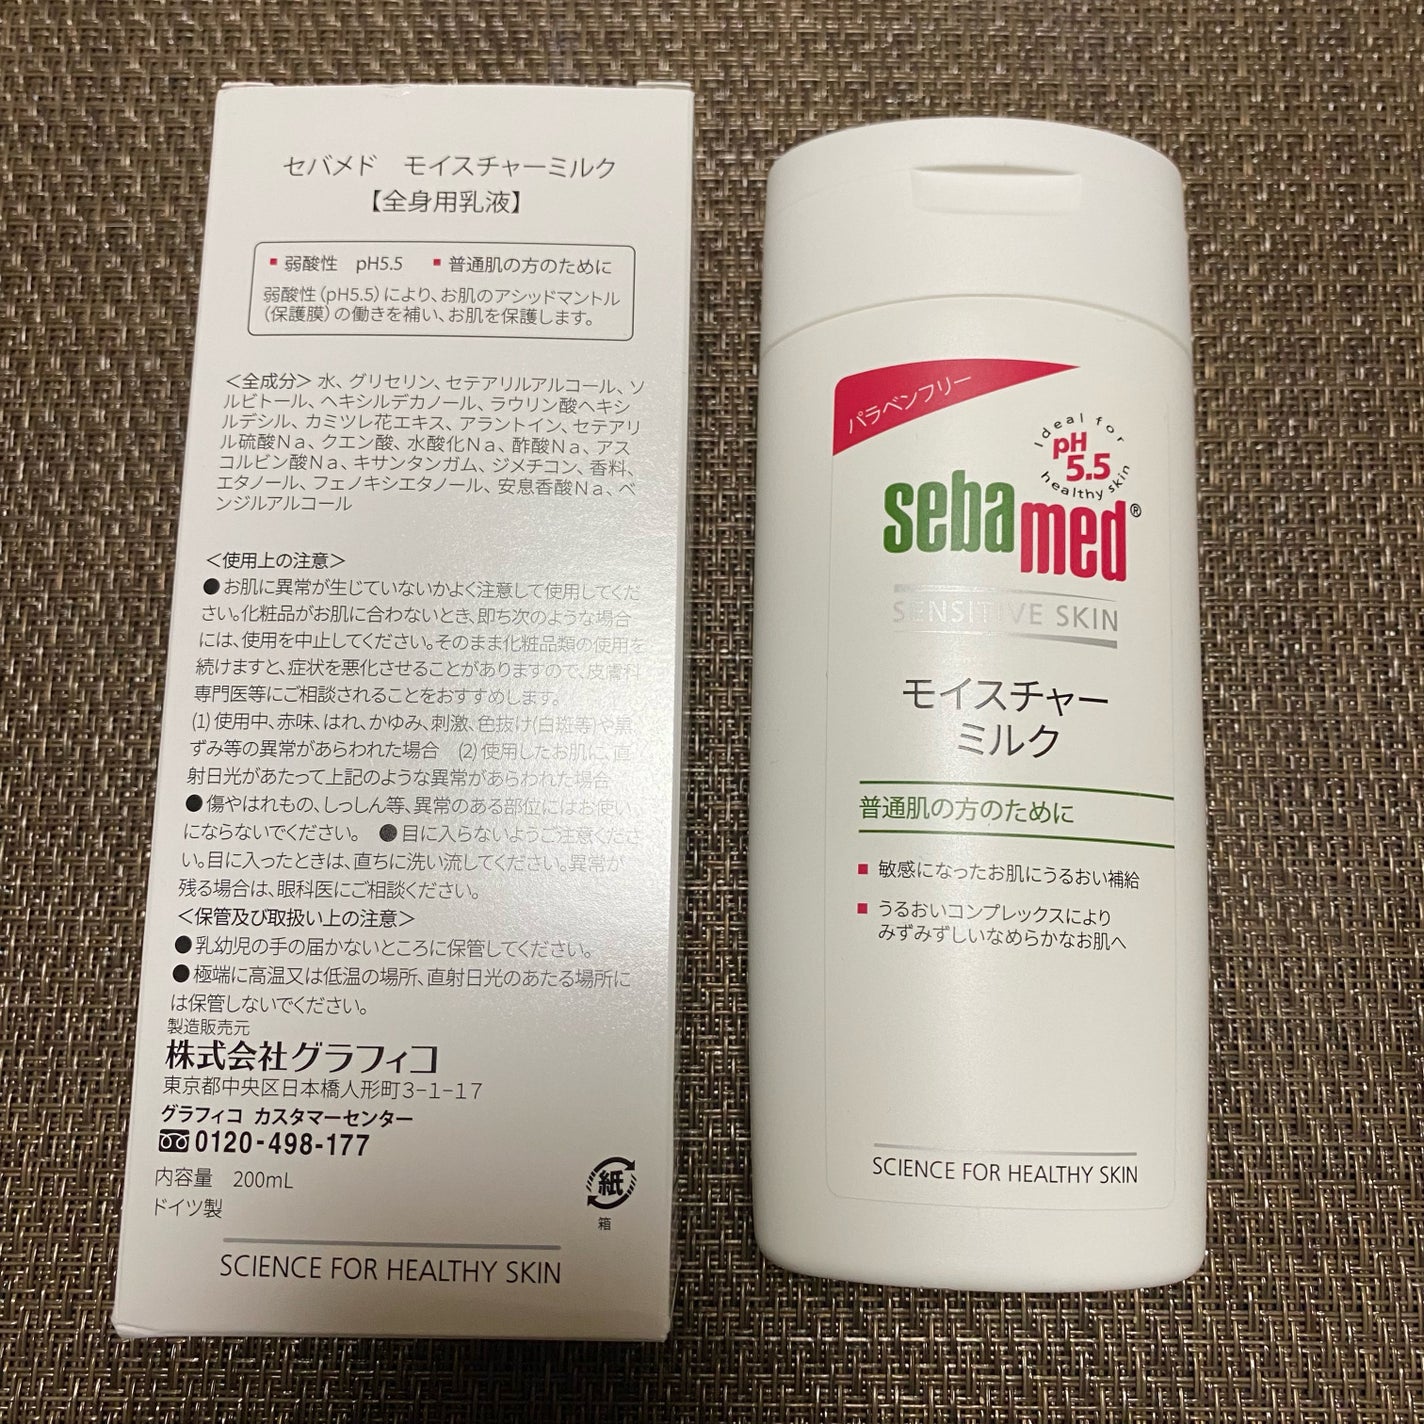 セバメド　モイスチャーミルク
【全身用乳液】
▪ 弱酸性　pH5.5　▪ 普通肌の方のために
弱酸性（pH5.5）により、お肌のアシッドマントル
（保護膜）の働きを補い、お肌を保護します。
＜全成分＞ 水、グリセリン、セテアリルアルコール、ソ
ルビトール、ヘキシルデカノール、ラウリン酸ヘキシ
ルデシル、カミツレ花エキス、アラントイン、セテアリ
ル硫酸Ｎａ、クエン酸、水酸化Ｎａ、酢酸Ｎａ、アス
コルビン酸Ｎａ、キサンタンガム、ジメチコン、香料、
エタノール、フェノキシエタノール、安息香酸Ｎａ、ベ
ンジルアルコール
＜使用上の注意＞
●お肌に異常が生じていないかよく注意して使用してくだ
さい。化粧品がお肌に合わないとき、即ち次のような場合
には、使用を中止してください。そのまま化粧品類の使用を
続けますと、症状を悪化させることがありますので、皮膚科
専門医等にご相談されることをおすすめします。
(1) 使用中、赤味、はれ、かゆみ、刺激、色抜け(白斑等)や黒
ずみ等の異常があらわれた場合　(2) 使用したお肌に、直
射日光があたって上記のような異常があらわれた場合
●傷やはれもの、しっしん等、異常のある部位にはお使い
にならないでください。　●目に入らないようご注意くださ
い。目に入ったときは、直ちに洗い流してください。異常が
残る場合は、眼科医にご相談ください。
＜保管及び取扱い上の注意＞
●乳幼児の手の届かないところに保管してください。
●極端に高温又は低温の場所、直射日光のあたる場所に
は保管しないでください。
製造販売元
株式会社グラフィコ
東京都中央区日本橋人形町３−１−１７
グラフィコ カスタマーセンター
0120-498-177
内容量　200mL
ドイツ製
紙
箱
SCIENCE FOR HEALTHY SKIN
パラベンフリー
Ideal for
pH
5.5
healthy skin
sebamed®
SENSITIVE SKIN
モイスチャー
ミルク
普通肌の方のために
▪ 敏感になったお肌にうるおい補給
▪ うるおいコンプレックスにより
みずみずしいなめらかなお肌へ
SCIENCE FOR HEALTHY SKIN